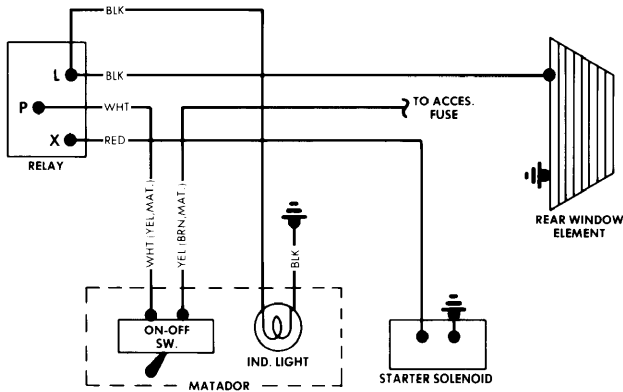 BLK
L
BLK
P
WHT
TO ACCES.
FUSE
X
RED
RELAY
REAR WINDOW
ELEMENT
WHT (YEL, MAT.)
YEL (BRN, MAT.)
BLK
ON-OFF
SW.
IND. LIGHT
STARTER SOLENOID
MATADOR